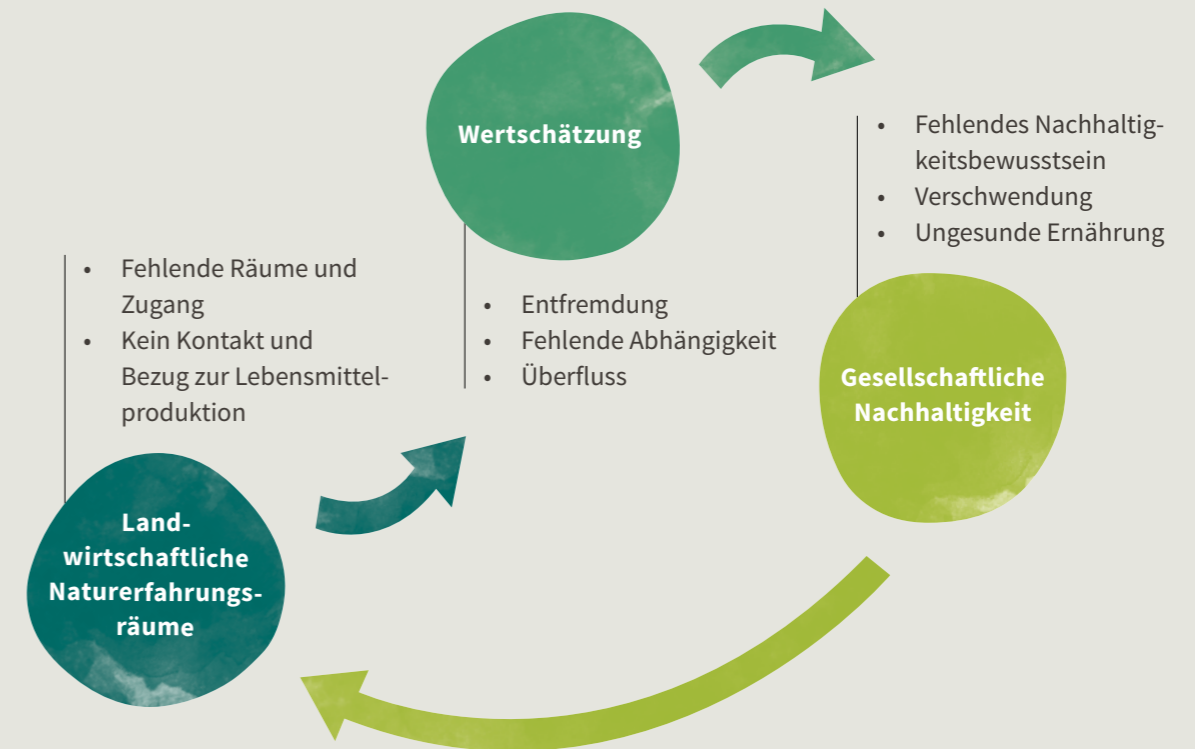 Wertschätzung
• Fehlendes Nachhaltig-
keitsbewusstsein
• Verschwendung
• Ungesunde Ernährung
• Fehlende Räume und
Zugang
• Kein Kontakt und
Bezug zur Lebensmittel-
produktion
• Entfremdung
• Fehlende Abhängigkeit
• Überfluss
Gesellschaftliche
Nachhaltigkeit
Land-
wirtschaftliche
Naturerfahrungs-
räume